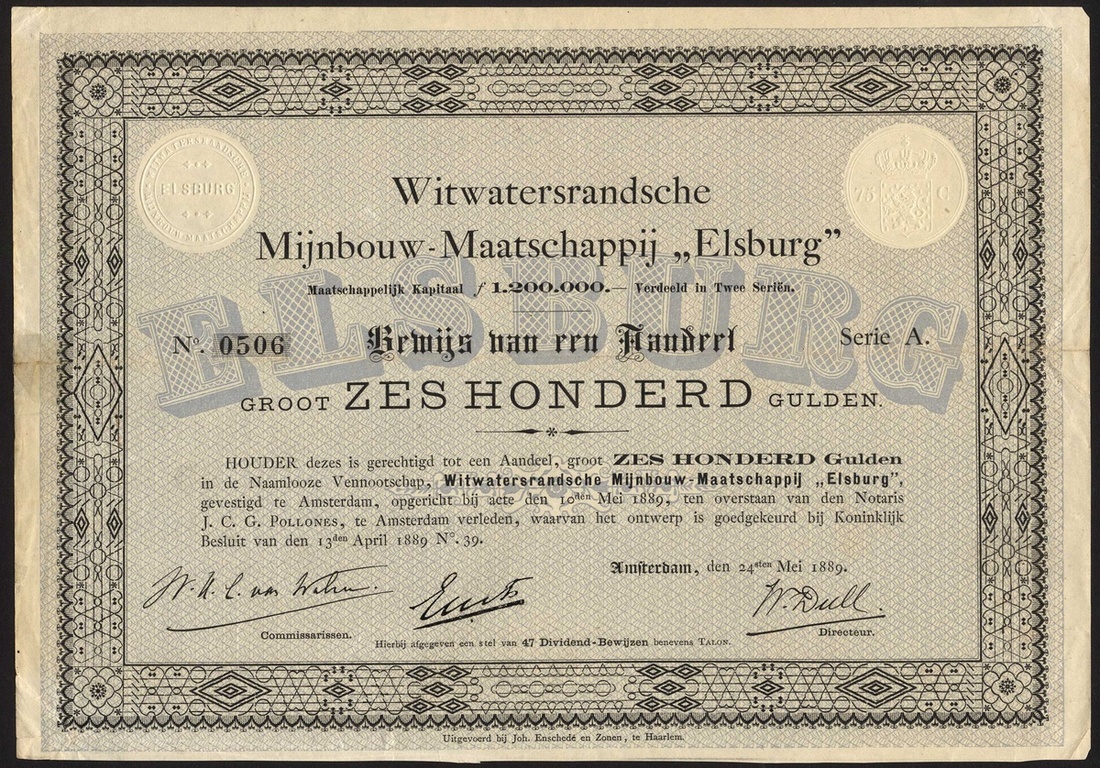 WITWATERSRANDSCHE
ELSBURG
MIJNBOUW-MAATSCHAPPIJ
75 C
Witwatersrandsche
Mijnbouw-Maatschappij „Elsburg”
ELSBURG
Maatschappelijk Kapitaal ƒ 1.200.000.— Verdeeld in Twee Seriën.
No. 0506 Bewijs van een Aandeel Serie A.
GROOT ZES HONDERD GULDEN.
HOUDER dezes is gerechtigd tot een Aandeel, groot ZES HONDERD Gulden
in de Naamlooze Vennootschap, Witwatersrandsche Mijnbouw-Maatschappij „Elsburg”,
gevestigd te Amsterdam, opgericht bij acte den 10den Mei 1889, ten overstaan van den Notaris
J. C. G. POLLONES, te Amsterdam verleden, waarvan het ontwerp is goedgekeurd bij Koninklijk
Besluit van den 13den April 1889 No. 39.
Amsterdam, den 24sten Mei 1889.
W. Dull.
Commissarissen.
Directeur.
Hierbij afgegeven een stel van 47 Dividend-Bewijzen benevens TALON.
Uitgevoerd bij Joh. Enschedé en Zonen, te Haarlem.